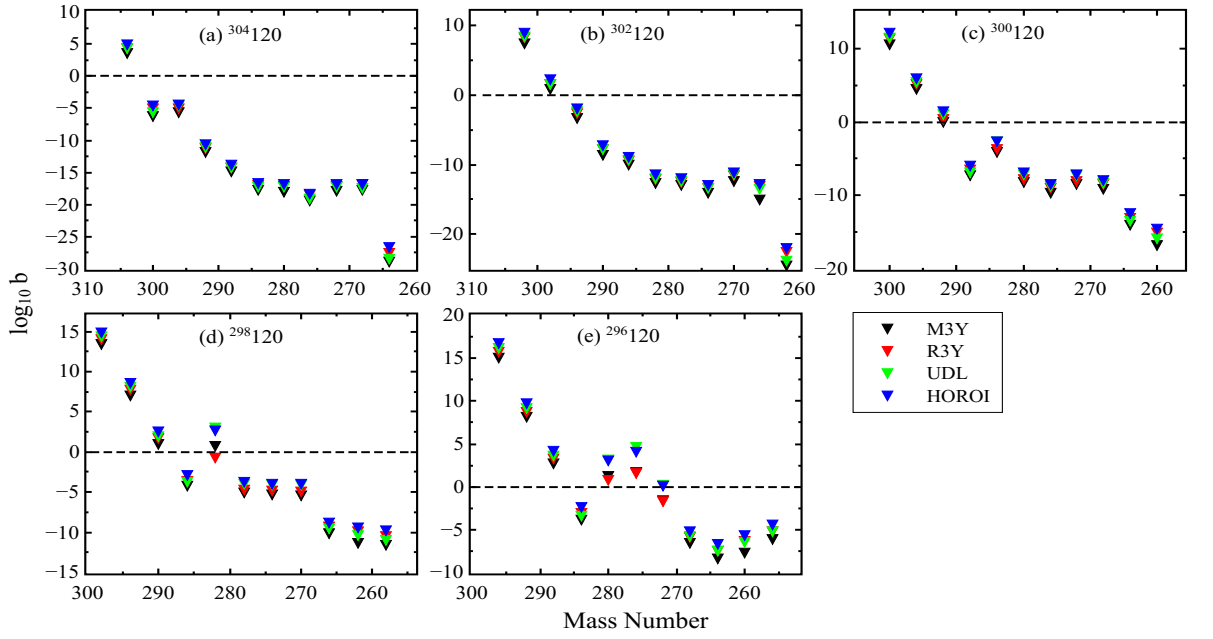 log₁₀ b
(a) ³⁰⁴120
10
5
0
−5
−10
−15
−20
−25
−30
310 300 290 280 270 260
(b) ³⁰²120
10
0
−10
−20
310 300 290 280 270 260
(c) ³⁰⁰120
10
0
−10
−20
300 290 280 270 260
(d) ²⁹⁸120
15
10
5
0
−5
−10
−15
300 290 280 270 260
(e) ²⁹⁶120
20
15
10
5
0
−5
−10
300 290 280 270 260
M3Y
R3Y
UDL
HOROI
Mass Number